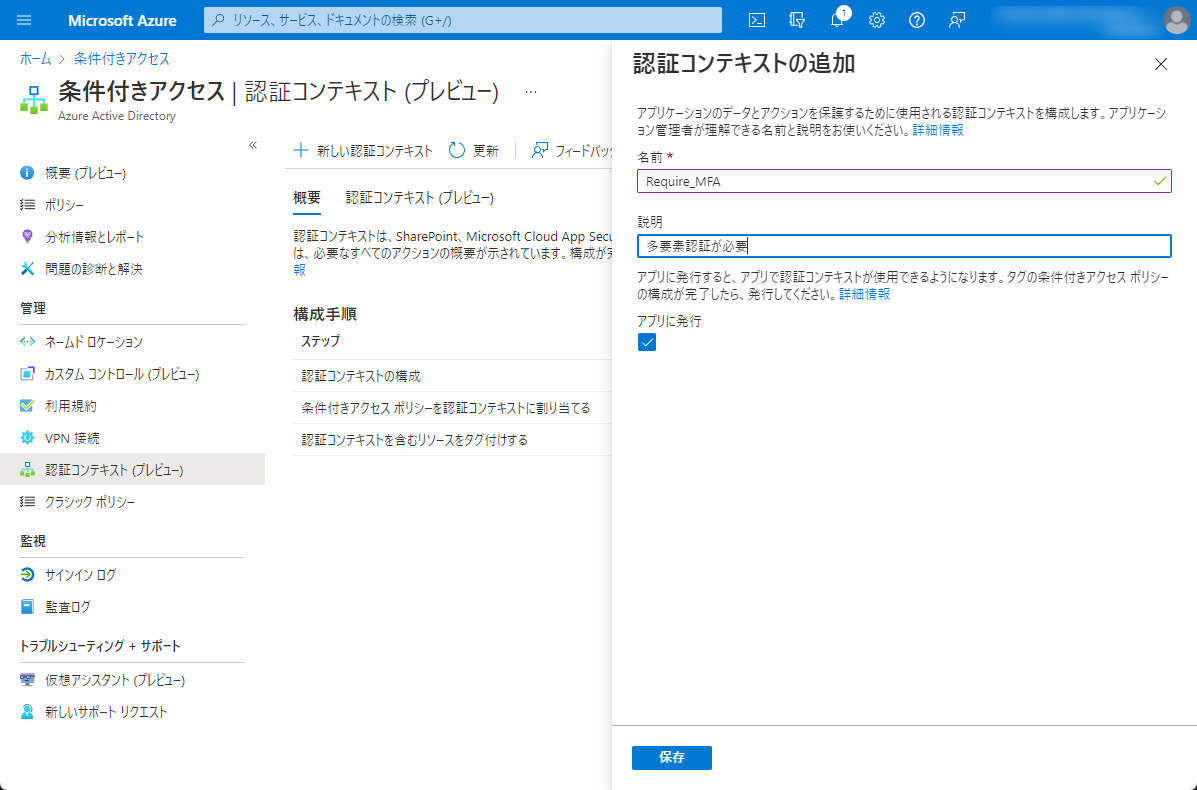 Microsoft Azure
リソース、サービス、ドキュメントの検索 (G+/)
1
ホーム > 条件付きアクセス
条件付きアクセス | 認証コンテキスト (プレビュー) ...
Azure Active Directory
«
概要 (プレビュー)
ポリシー
分析情報とレポート
問題の診断と解決
管理
ネームド ロケーション
カスタム コントロール (プレビュー)
利用規約
VPN 接続
認証コンテキスト (プレビュー)
クラシック ポリシー
監視
サインイン ログ
監査ログ
トラブルシューティング + サポート
仮想アシスタント (プレビュー)
新しいサポート リクエスト
新しい認証コンテキスト 更新 フィードバッ
概要 認証コンテキスト (プレビュー)
認証コンテキストは、SharePoint、Microsoft Cloud App Secu
は、必要なすべてのアクションの概要が示されています。構成が
報
構成手順
ステップ
認証コンテキストの構成
条件付きアクセス ポリシーを認証コンテキストに割り当てる
認証コンテキストを含むリソースをタグ付けする
認証コンテキストの追加
アプリケーションのデータとアクションを保護するために使用される認証コンテキストを構成します。アプリケーシ
ョン管理者が理解できる名前と説明をお使いください。詳細情報
名前 *
Require_MFA
説明
多要素認証が必要
アプリに発行すると、アプリで認証コンテキストが使用できるようになります。タグの条件付きアクセス ポリシー
の構成が完了したら、発行してください。詳細情報
アプリに発行
保存